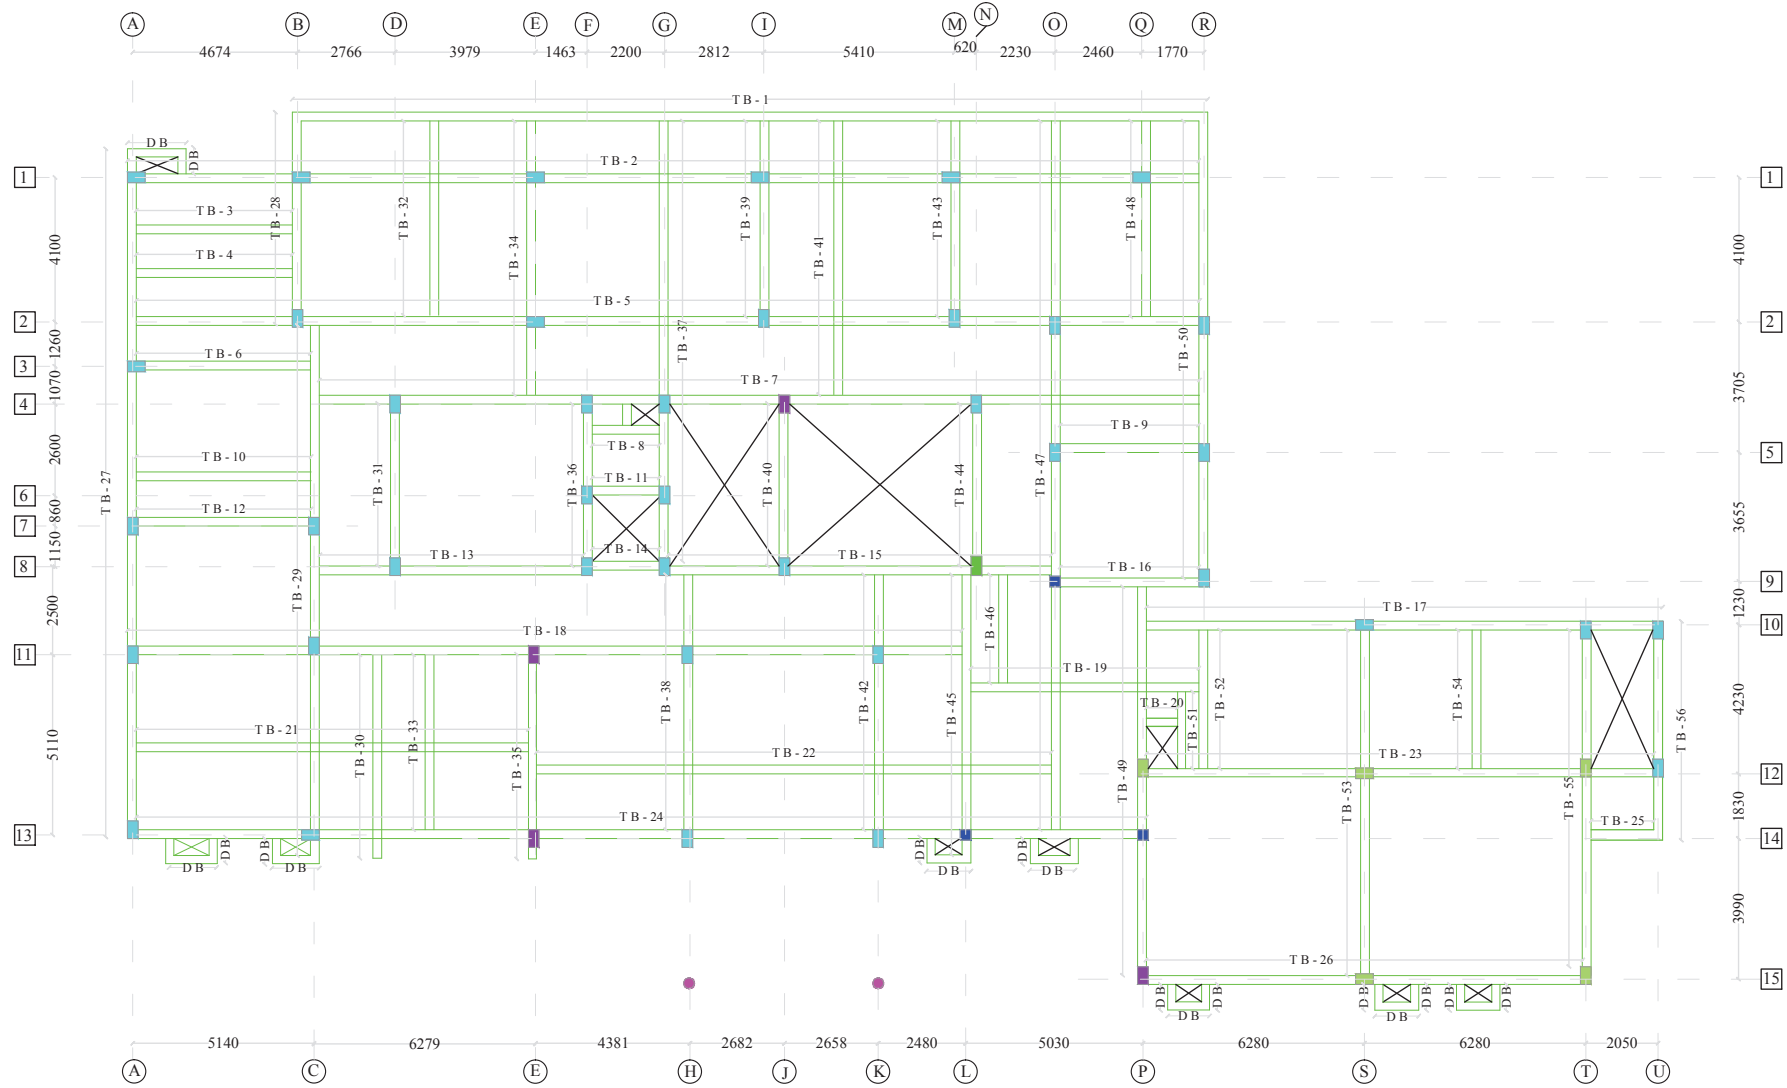 A B D E F G I M N O Q R
4674 2766 3979 1463 2200 2812 5410 620 2230 2460 1770
TB-1
DB
DB
TB-2
1 1
TB-3
TB-28
TB-32
TB-39
TB-43
TB-48
4100
TB-4
TB-34
TB-41
4100
TB-5
2 2
1260
TB-6
TB-37
TB-50
3
1070
TB-7
3705
4
TB-9
2600
TB-8
TB-10
TB-31
TB-36
TB-40
TB-44
TB-47
5
TB-27
TB-11
6
860
TB-12
7
3655
1150
TB-13
TB-14
TB-15
8
TB-16
9
TB-29
2500
TB-46
TB-17
1230
TB-18
10
11
TB-19
TB-38
TB-42
TB-45
TB-20
TB-51
TB-52
TB-54
4230
TB-21
TB-30
TB-33
TB-35
TB-22
TB-56
5110
TB-23
TB-49
TB-53
TB-55
12
TB-24
TB-25
1830
13 14
DB
DB
DB
DB
DB DB DB DB
3990
TB-26
15
DB
DB
DB
DB
DB
DB
DB DB
5140 6279 4381 2682 2658 2480 5030 6280 6280 2050
A C E H J K L P S T U